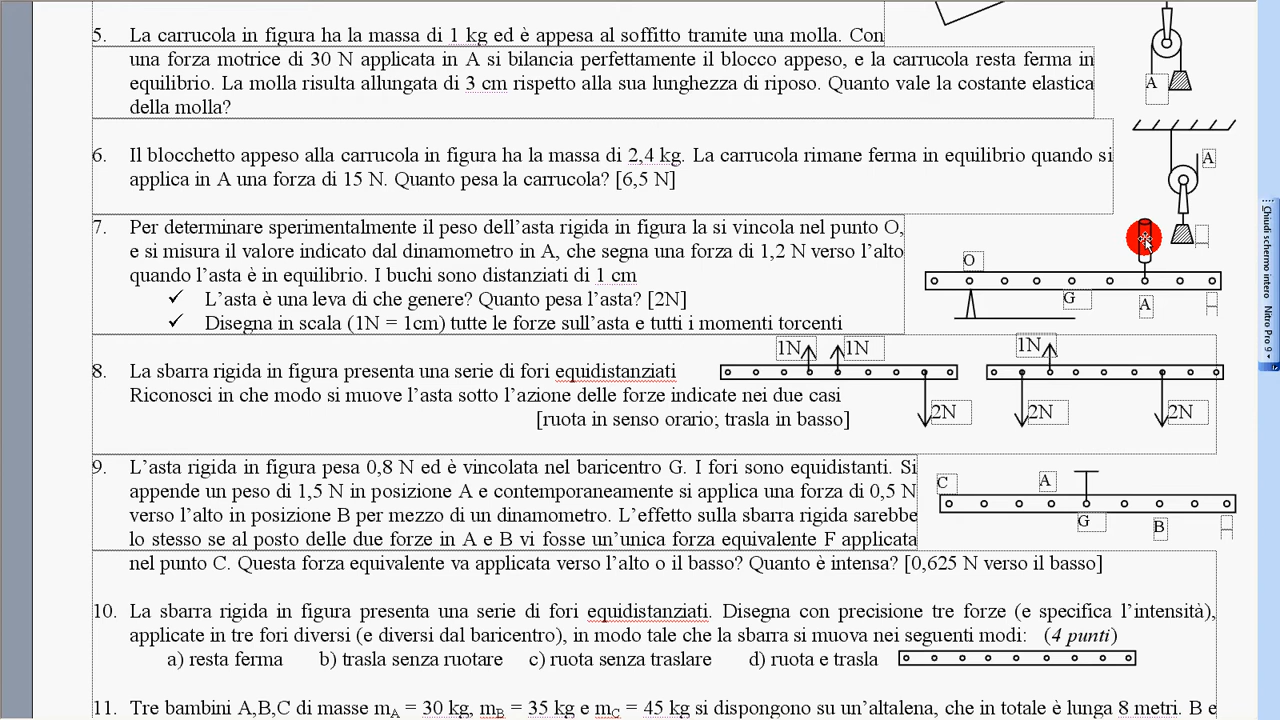 5. La carrucola in figura ha la massa di 1 kg ed è appesa al soffitto tramite una molla. Con
una forza motrice di 30 N applicata in A si bilancia perfettamente il blocco appeso, e la carrucola resta ferma in
equilibrio. La molla risulta allungata di 3 cm rispetto alla sua lunghezza di riposo. Quanto vale la costante elastica
della molla?
A
6. Il blocchetto appeso alla carrucola in figura ha la massa di 2,4 kg. La carrucola rimane ferma in equilibrio quando si
applica in A una forza di 15 N. Quanto pesa la carrucola? [6,5 N]
A
7. Per determinare sperimentalmente il peso dell’asta rigida in figura la si vincola nel punto O,
e si misura il valore indicato dal dinamometro in A, che segna una forza di 1,2 N verso l’alto
quando l’asta è in equilibrio. I buchi sono distanziati di 1 cm
✓ L’asta è una leva di che genere? Quanto pesa l’asta? [2N]
✓ Disegna in scala (1N = 1cm) tutte le forze sull’asta e tutti i momenti torcenti
O
G
A
8. La sbarra rigida in figura presenta una serie di fori equidistanziati
Riconosci in che modo si muove l’asta sotto l’azione delle forze indicate nei due casi
[ruota in senso orario; trasla in basso]
1N 1N 1N
2N 2N 2N
9. L’asta rigida in figura pesa 0,8 N ed è vincolata nel baricentro G. I fori sono equidistanti. Si
appende un peso di 1,5 N in posizione A e contemporaneamente si applica una forza di 0,5 N
verso l’alto in posizione B per mezzo di un dinamometro. L’effetto sulla sbarra rigida sarebbe
lo stesso se al posto delle due forze in A e B vi fosse un’unica forza equivalente F applicata
nel punto C. Questa forza equivalente va applicata verso l’alto o il basso? Quanto è intensa? [0,625 N verso il basso]
C A
G B
10. La sbarra rigida in figura presenta una serie di fori equidistanziati. Disegna con precisione tre forze (e specifica l’intensità),
applicate in tre fori diversi (e diversi dal baricentro), in modo tale che la sbarra si muova nei seguenti modi: (4 punti)
a) resta ferma b) trasla senza ruotare c) ruota senza traslare d) ruota e trasla
11. Tre bambini A,B,C di masse mA = 30 kg, mB = 35 kg e mC = 45 kg si dispongono su un’altalena, che in totale è lunga 8 metri. B e
Chiudi schermo intero
Nitro Pro 9